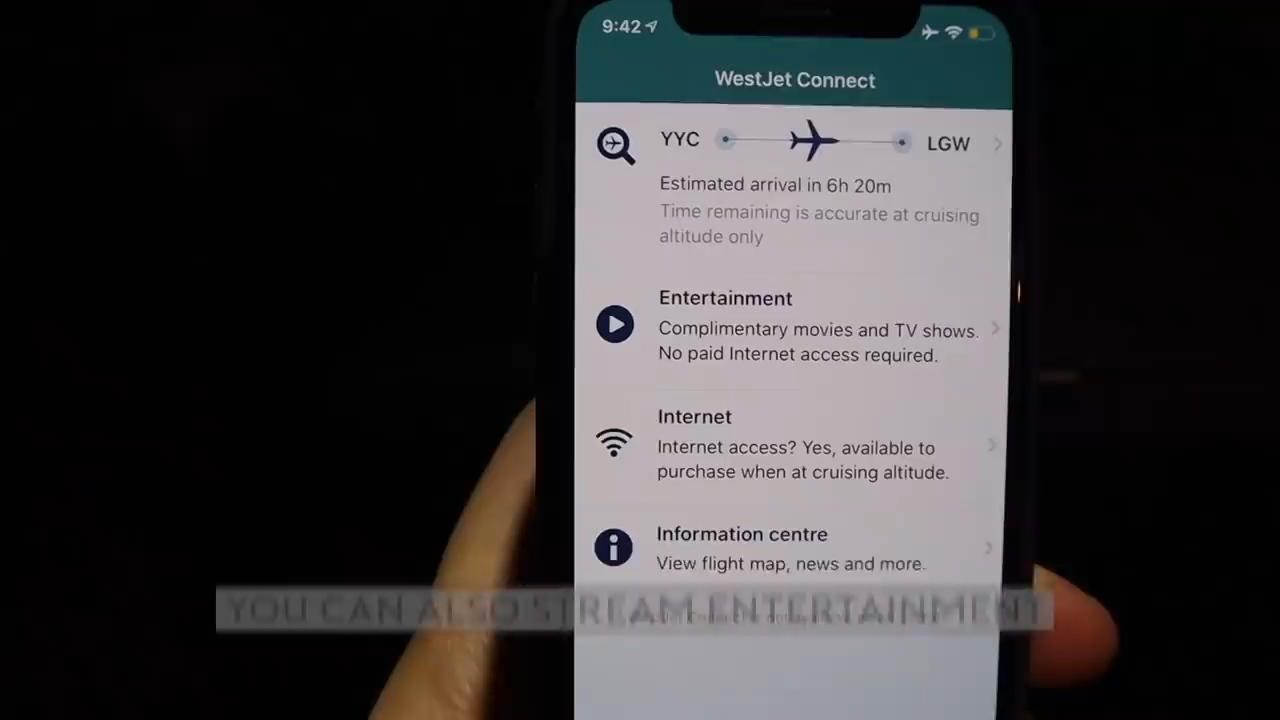 9:42
WestJet Connect
YYC LGW
Estimated arrival in 6h 20m
Time remaining is accurate at cruising
altitude only
Entertainment
Complimentary movies and TV shows.
No paid Internet access required.
Internet
Internet access? Yes, available to
purchase when at cruising altitude.
Information centre
View flight map, news and more.
YOU CAN ALSO STREAM ENTERTAINMENT